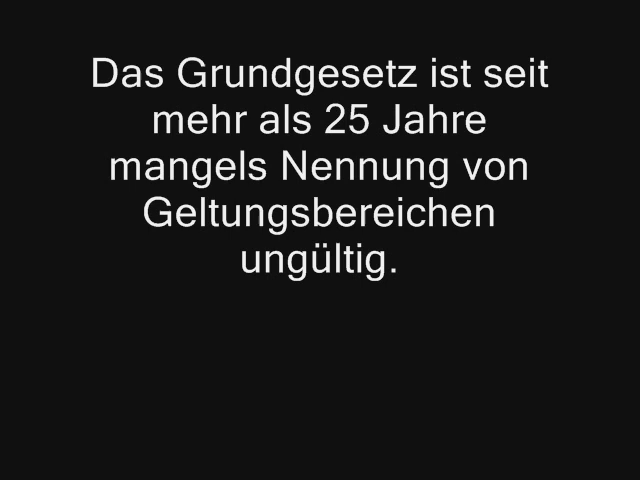 Das Grundgesetz ist seit
mehr als 25 Jahre
mangels Nennung von
Geltungsbereichen
ungültig.